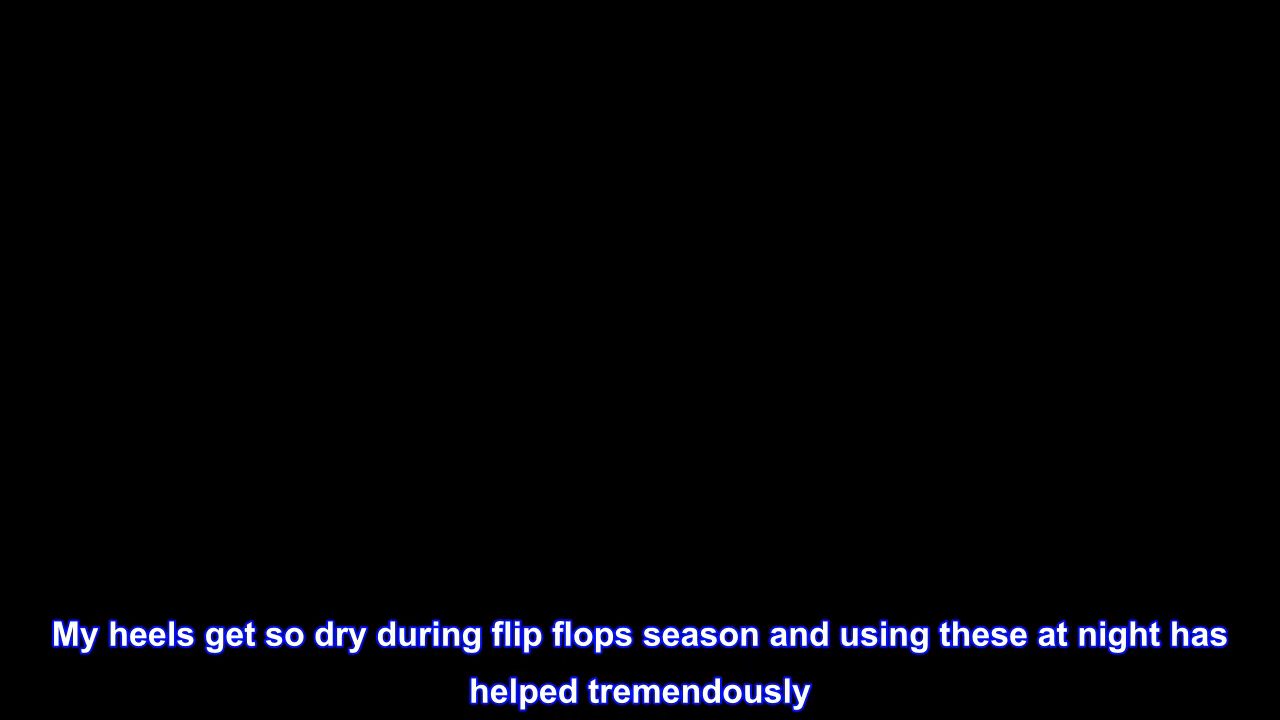 My heels get so dry during flip flops season and using these at night has
helped tremendously